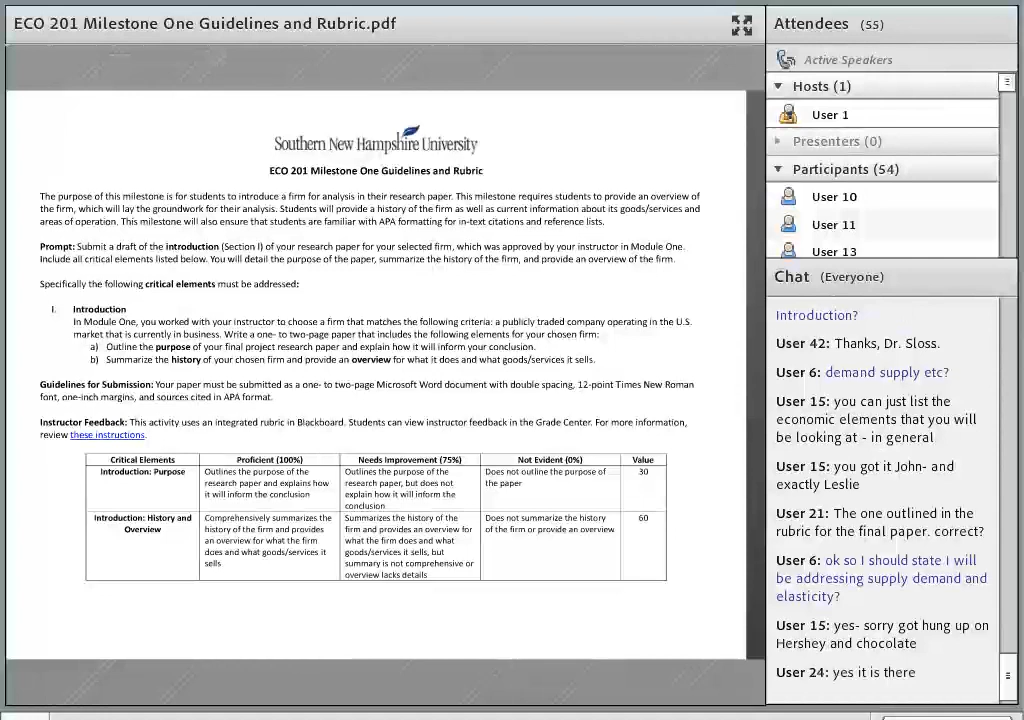 ECO 201 Milestone One Guidelines and Rubric.pdf
Southern New Hampshire University
ECO 201 Milestone One Guidelines and Rubric
The purpose of this milestone is for students to introduce a firm for analysis in their research paper. This milestone requires students to provide an overview of
the firm, which will lay the groundwork for their analysis. Students will provide a history of the firm as well as current information about its goods/services and
areas of operation. This milestone will also ensure that students are familiar with APA formatting for in-text citations and reference lists.
Prompt: Submit a draft of the introduction (Section I) of your research paper for your selected firm, which was approved by your instructor in Module One.
Include all critical elements listed below. You will detail the purpose of the paper, summarize the history of the firm, and provide an overview of the firm.
Specifically the following critical elements must be addressed:
I. Introduction
In Module One, you worked with your instructor to choose a firm that matches the following criteria: a publicly traded company operating in the U.S.
market that is currently in business. Write a one- to two-page paper that includes the following elements for your chosen firm:
a) Outline the purpose of your final project research paper and explain how it will inform your conclusion.
b) Summarize the history of your chosen firm and provide an overview for what it does and what goods/services it sells.
Guidelines for Submission: Your paper must be submitted as a one- to two-page Microsoft Word document with double spacing, 12-point Times New Roman
font, one-inch margins, and sources cited in APA format.
Instructor Feedback: This activity uses an integrated rubric in Blackboard. Students can view instructor feedback in the Grade Center. For more information,
review these instructions.
Critical Elements Proficient (100%) Needs Improvement (75%) Not Evident (0%) Value
Introduction: Purpose Outlines the purpose of the Outlines the purpose of the Does not outline the purpose of 30
research paper and explains how research paper, but does not the paper
it will inform the conclusion explain how it will inform the
conclusion
Introduction: History and Comprehensively summarizes the Summarizes the history of the Does not summarize the history 60
Overview history of the firm and provides firm and provides an overview for of the firm or provide an overview
an overview for what the firm what the firm does and what
does and what goods/services it goods/services it sells, but
sells summary is not comprehensive or
overview lacks details
Attendees (55)
Active Speakers
Hosts (1)
User 1
Presenters (0)
Participants (54)
User 10
User 11
User 13
Chat (Everyone)
Introduction?
User 42: Thanks, Dr. Sloss.
User 6: demand supply etc?
User 15: you can just list the
economic elements that you will
be looking at - in general
User 15: you got it John- and
exactly Leslie
User 21: The one outlined in the
rubric for the final paper. correct?
User 6: ok so I should state I will
be addressing supply demand and
elasticity?
User 15: yes- sorry got hung up on
Hershey and chocolate
User 24: yes it is there